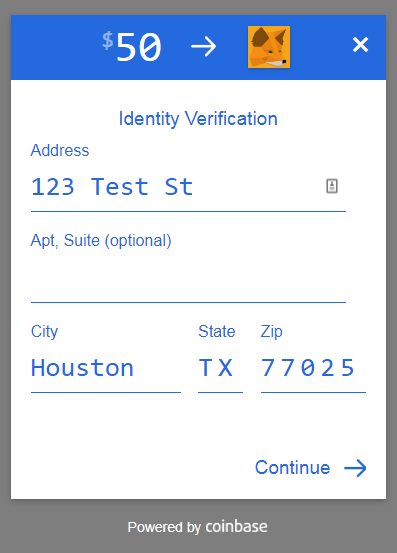 $50
Identity Verification
Address
123 Test St
Apt, Suite (optional)
City State Zip
Houston TX 77025
Continue
Powered by coinbase